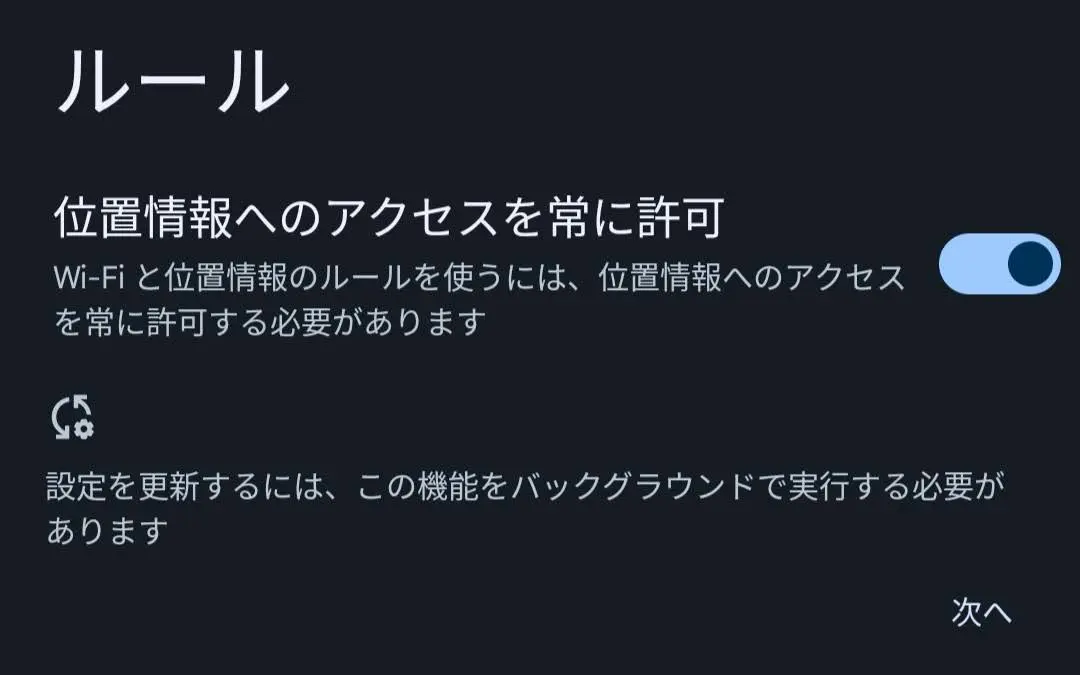 ルール
位置情報へのアクセスを常に許可
Wi-Fi と位置情報のルールを使うには、位置情報へのアクセス
を常に許可する必要があります
設定を更新するには、この機能をバックグラウンドで実行する必要が
あります
次へ